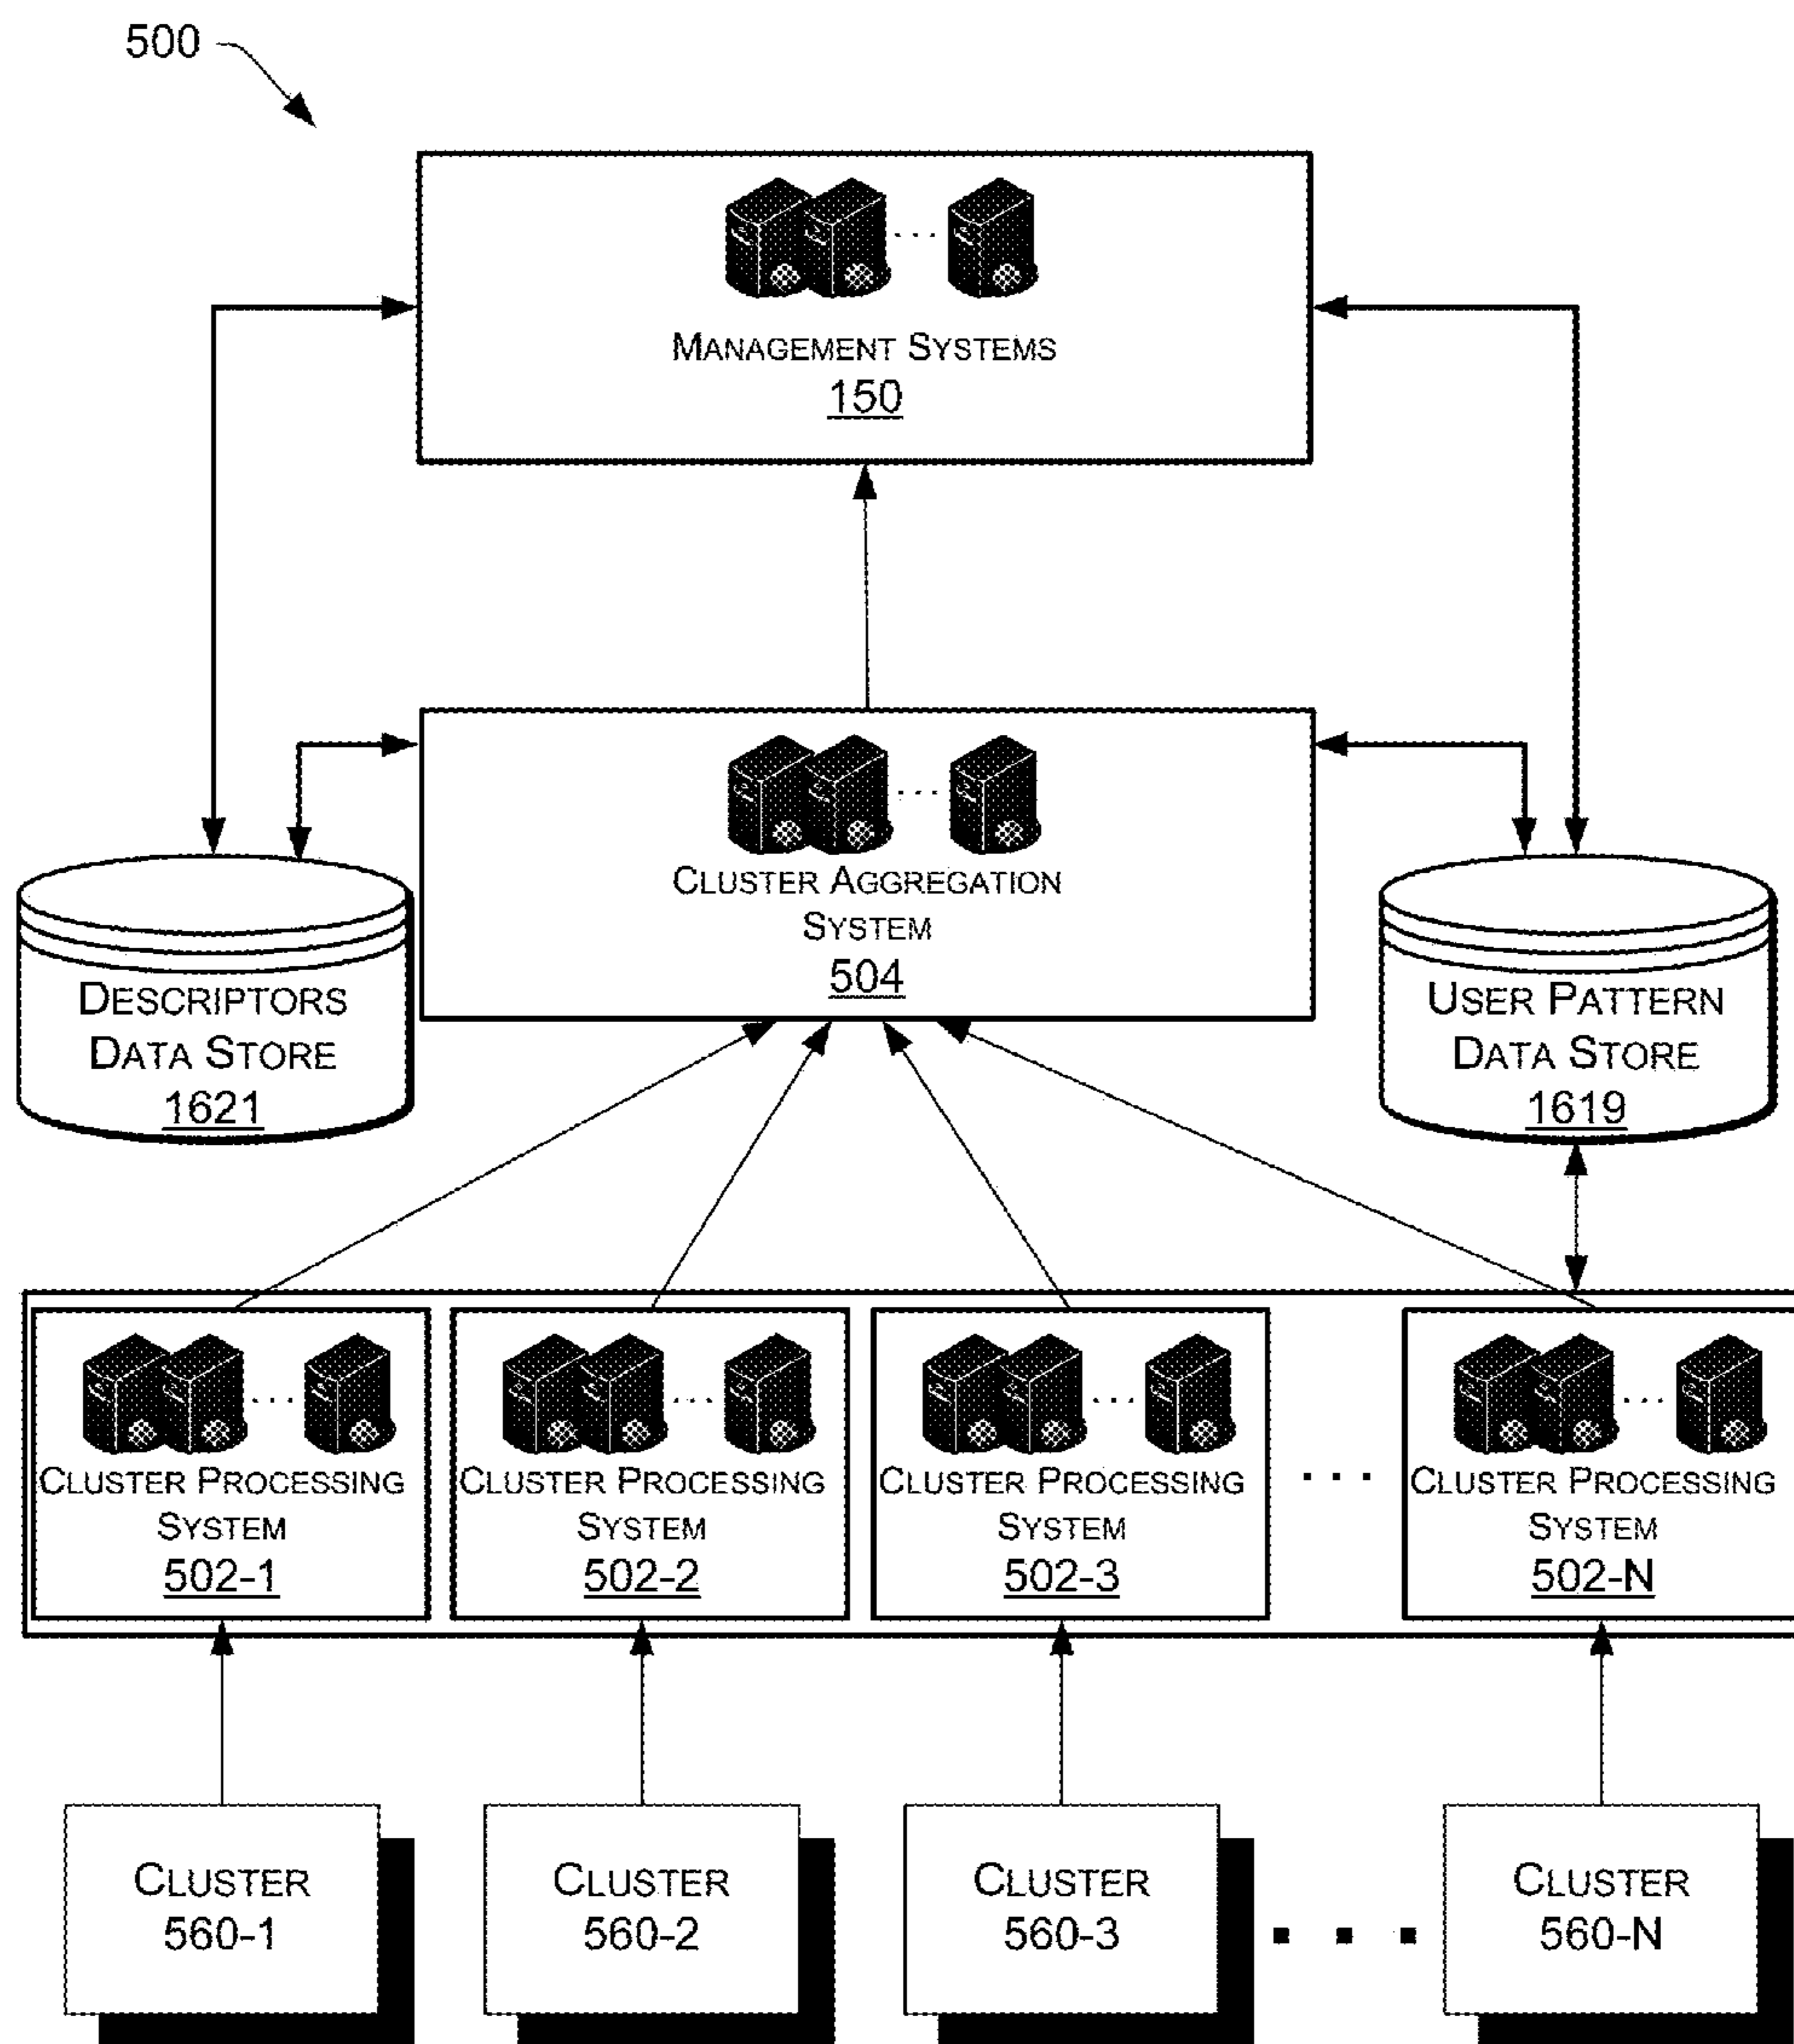 500
MANAGEMENT SYSTEMS
150
CLUSTER AGGREGATION
SYSTEM
504
DESCRIPTORS
DATA STORE
1621
USER PATTERN
DATA STORE
1619
CLUSTER PROCESSING
SYSTEM
502-1
CLUSTER PROCESSING
SYSTEM
502-2
CLUSTER PROCESSING
SYSTEM
502-3
. . .
CLUSTER PROCESSING
SYSTEM
502-N
CLUSTER
560-1
CLUSTER
560-2
CLUSTER
560-3
. . .
CLUSTER
560-N